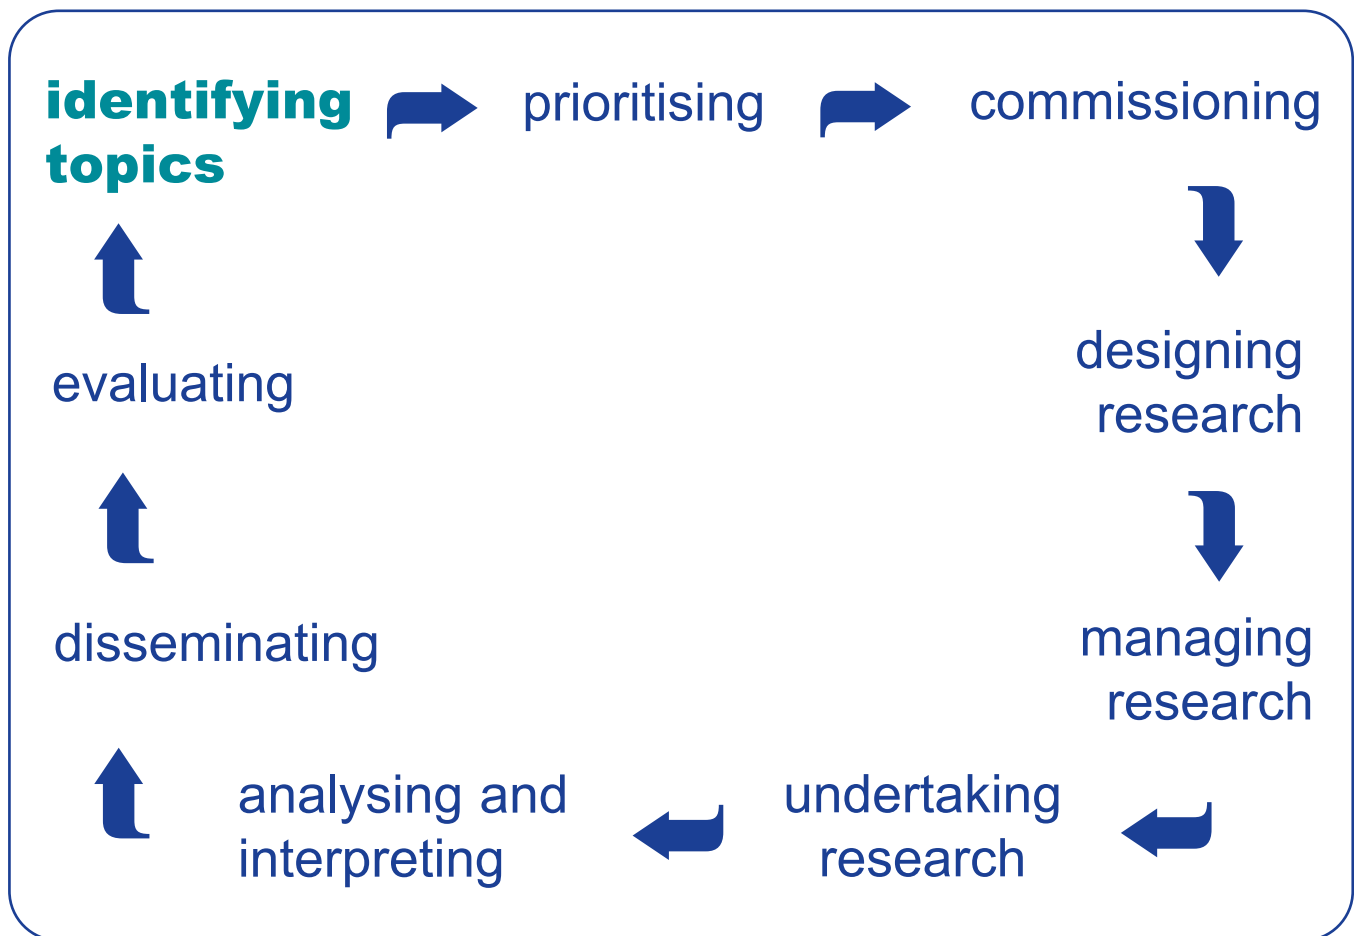 identifying
topics
prioritising
commissioning
designing
research
managing
research
undertaking
research
analysing and
interpreting
disseminating
evaluating